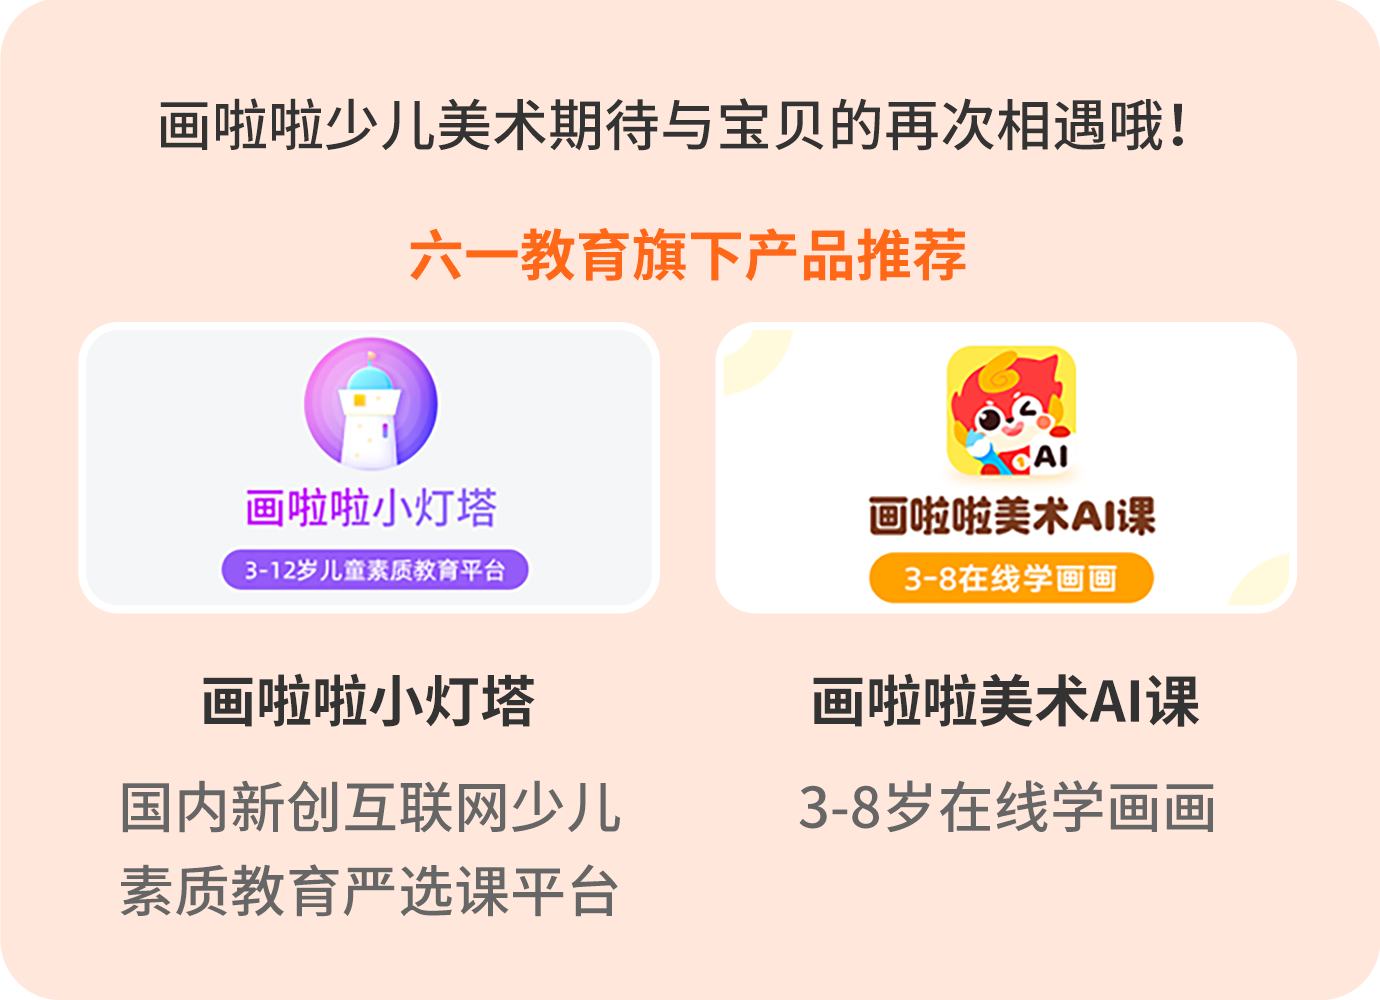 画啦啦少儿美术期待与宝贝的再次相遇哦!
六一教育旗下产品推荐
画啦啦小灯塔
3-12岁儿童素质教育平台
AI
画啦啦美术AI课
3-8在线学画画
画啦啦小灯塔
国内新创互联网少儿
素质教育严选课平台
画啦啦美术AI课
3-8岁在线学画画